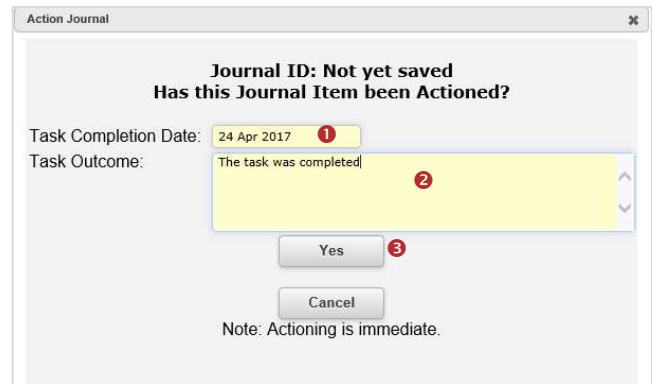 Action Journal
Journal ID: Not yet saved
Has this Journal Item been Actioned?
Task Completion Date: 24 Apr 2017 1
Task Outcome: The task was completed
2
Yes 3
Cancel
Note: Actioning is immediate.